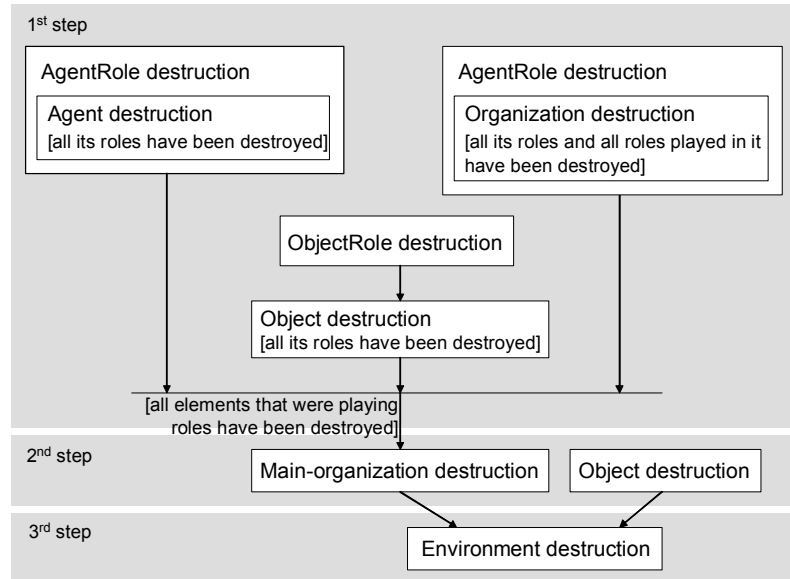 1st step
AgentRole destruction
Agent destruction
[all its roles have been destroyed]
AgentRole destruction
Organization destruction
[all its roles and all roles played in it
have been destroyed]
ObjectRole destruction
Object destruction
[all its roles have been destroyed]
[all elements that were playing
roles have been destroyed]
2nd step
Main-organization destruction
Object destruction
3rd step
Environment destruction